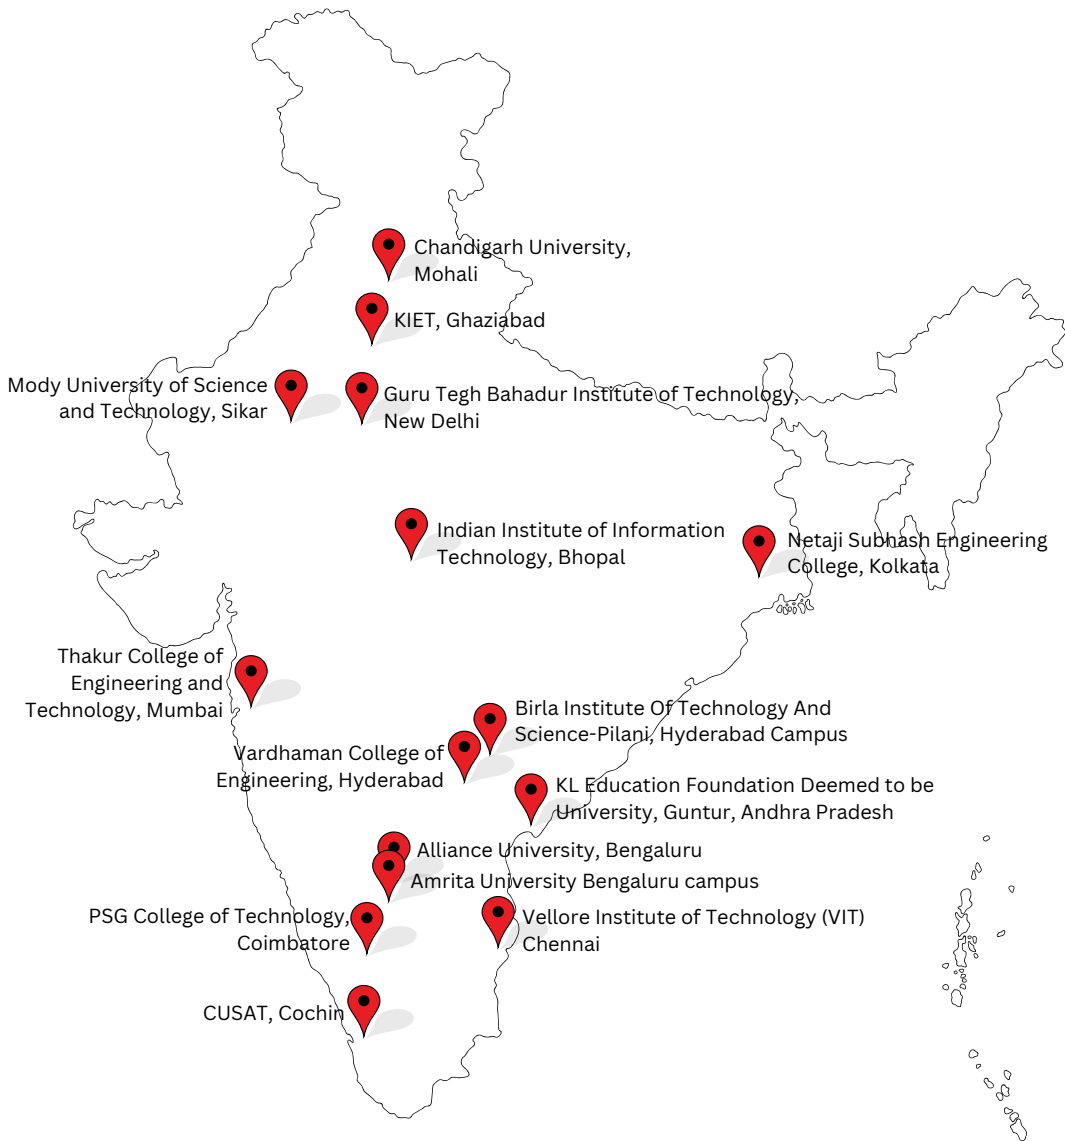 Chandigarh University,
Mohali
KIET, Ghaziabad
Mody University of Science
and Technology, Sikar
Guru Tegh Bahadur Institute of Technology,
New Delhi
Indian Institute of Information
Technology, Bhopal
Netaji Subhash Engineering
College, Kolkata
Thakur College of
Engineering and
Technology, Mumbai
Birla Institute Of Technology And
Science-Pilani, Hyderabad Campus
Vardhaman College of
Engineering, Hyderabad
KL Education Foundation Deemed to be
University, Guntur, Andhra Pradesh
Alliance University, Bengaluru
Amrita University Bengaluru campus
PSG College of Technology,
Coimbatore
Vellore Institute of Technology (VIT)
Chennai
CUSAT, Cochin